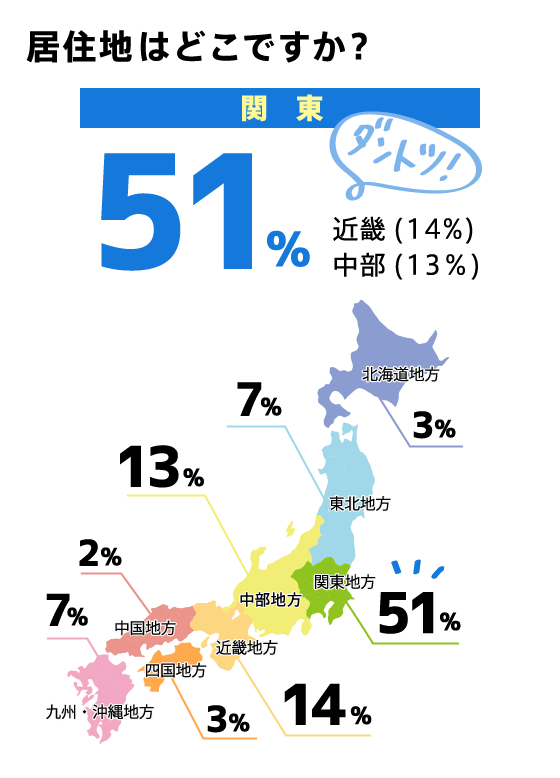 居住地はどこですか？
関 東
ダントツ！
51%
近畿(14%)
中部(13%)
北海道地方
7%
3%
13%
東北地方
2%
関東地方
中部地方
51%
7%
中国地方
近畿地方
四国地方
14%
九州・沖縄地方
3%